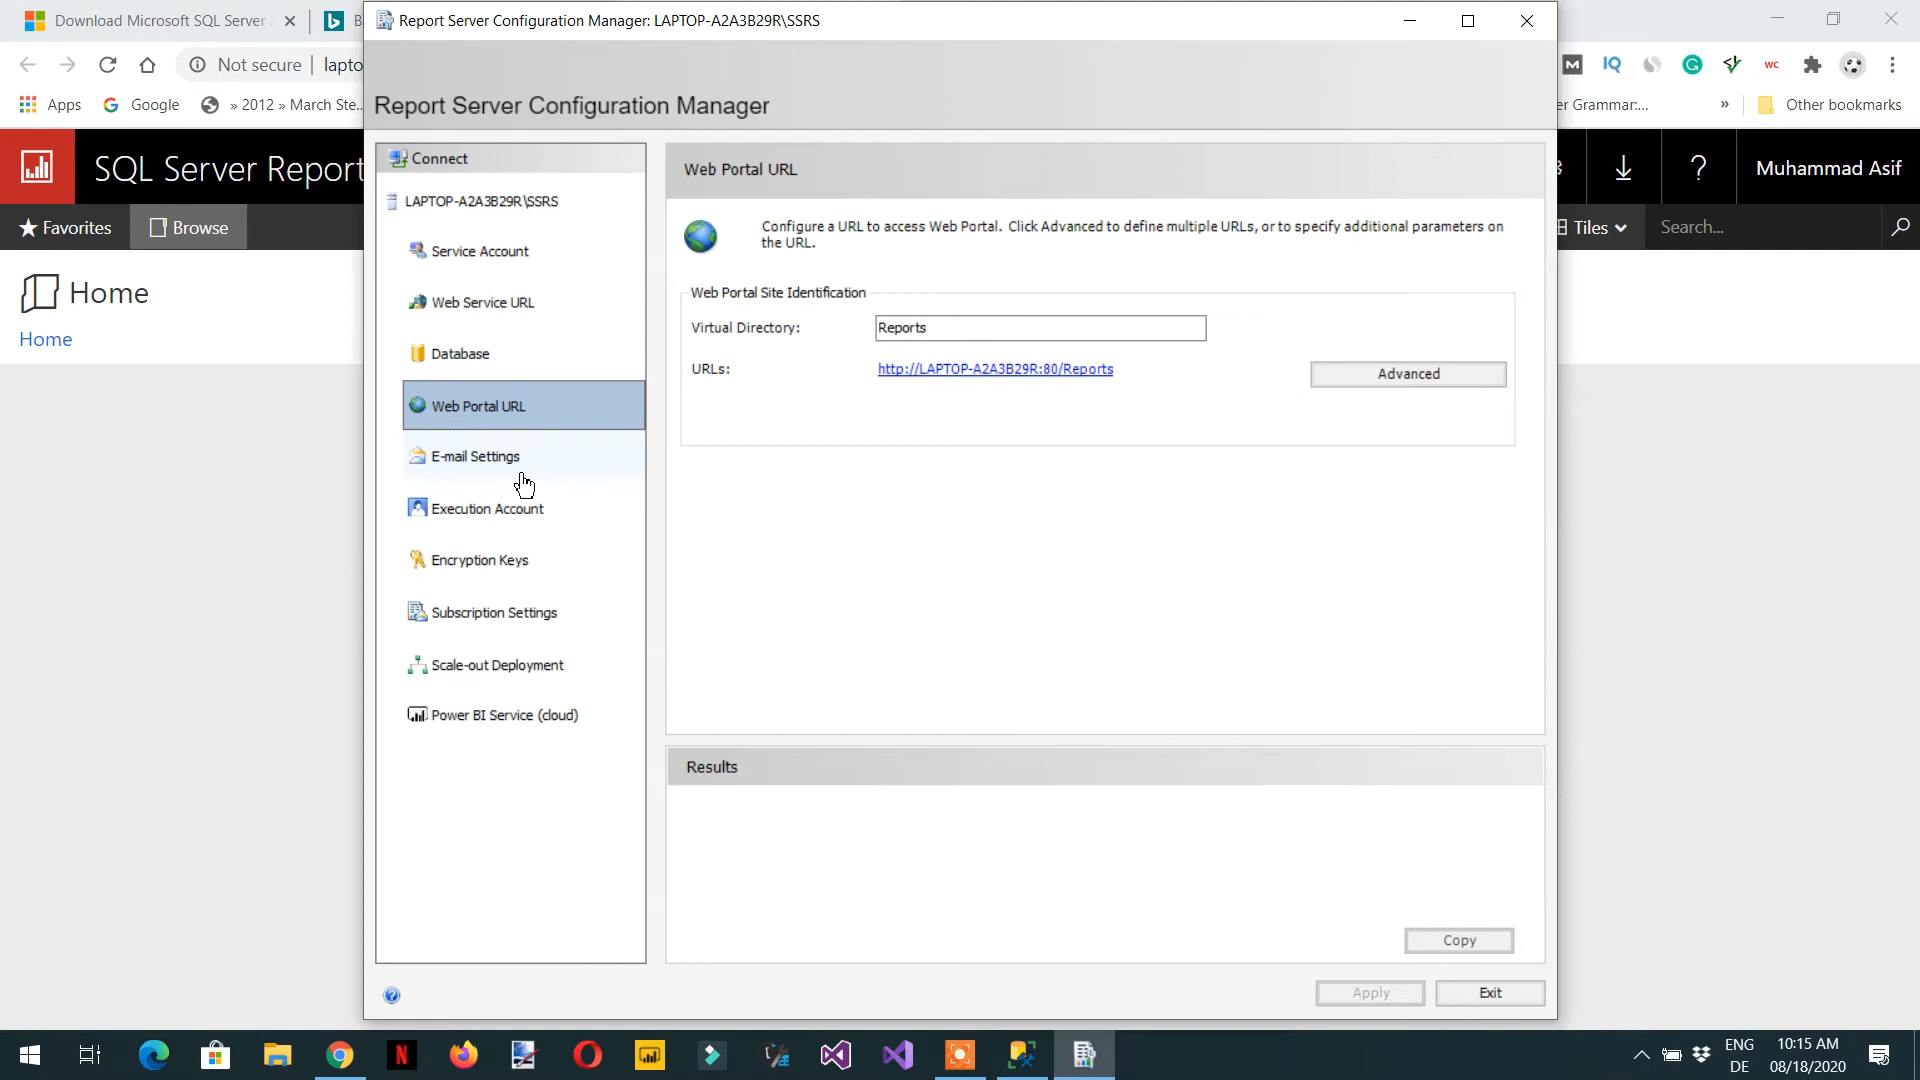 Download Microsoft SQL Server
B
Report Server Configuration Manager: LAPTOP-A2A3B29R\SSRS
Not secure
lapto
M
IQ
G
WC
Apps
Google
» 2012 » March Ste...
er Grammar:...
»
Other bookmarks
Report Server Configuration Manager
SQL Server Report
?
Muhammad Asif
Favorites
Browse
Tiles
Search...
Home
Home
Connect
LAPTOP-A2A3B29R\SSRS
Service Account
Web Service URL
Database
Web Portal URL
E-mail Settings
Execution Account
Encryption Keys
Subscription Settings
Scale-out Deployment
Power BI Service (cloud)
Web Portal URL
Configure a URL to access Web Portal. Click Advanced to define multiple URLs, or to specify additional parameters on
the URL.
Web Portal Site Identification
Virtual Directory:
Reports
URLs:
http://LAPTOP-A2A3B29R:80/Reports
Advanced
Results
Copy
Apply
Exit
N
ENG
DE
10:15 AM
08/18/2020